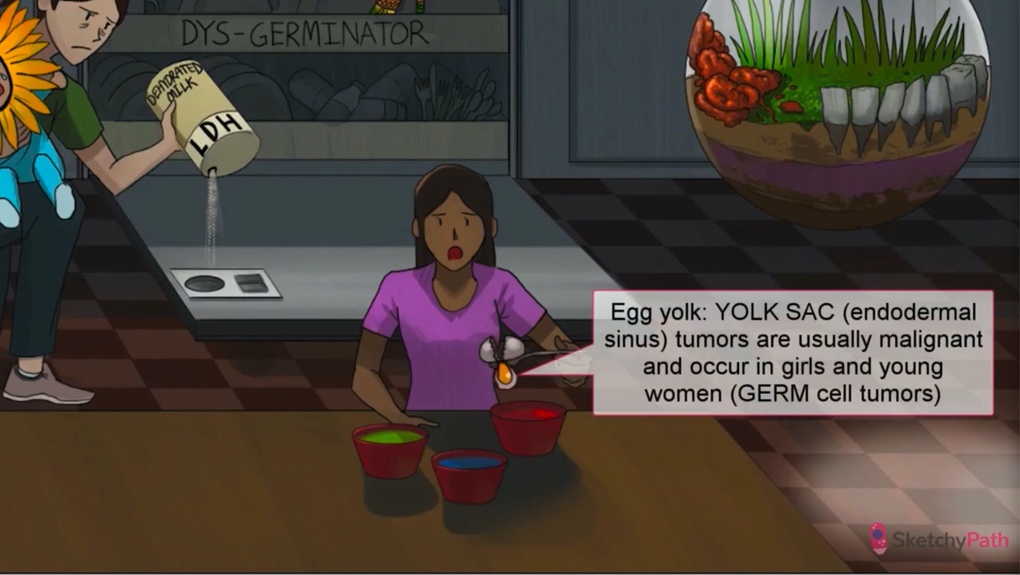 DYS-GERMINATOR
DEHYDRATED
MILK
LDH
Egg yolk: YOLK SAC (endodermal
sinus) tumors are usually malignant
and occur in girls and young
women (GERM cell tumors)
SketchyPath